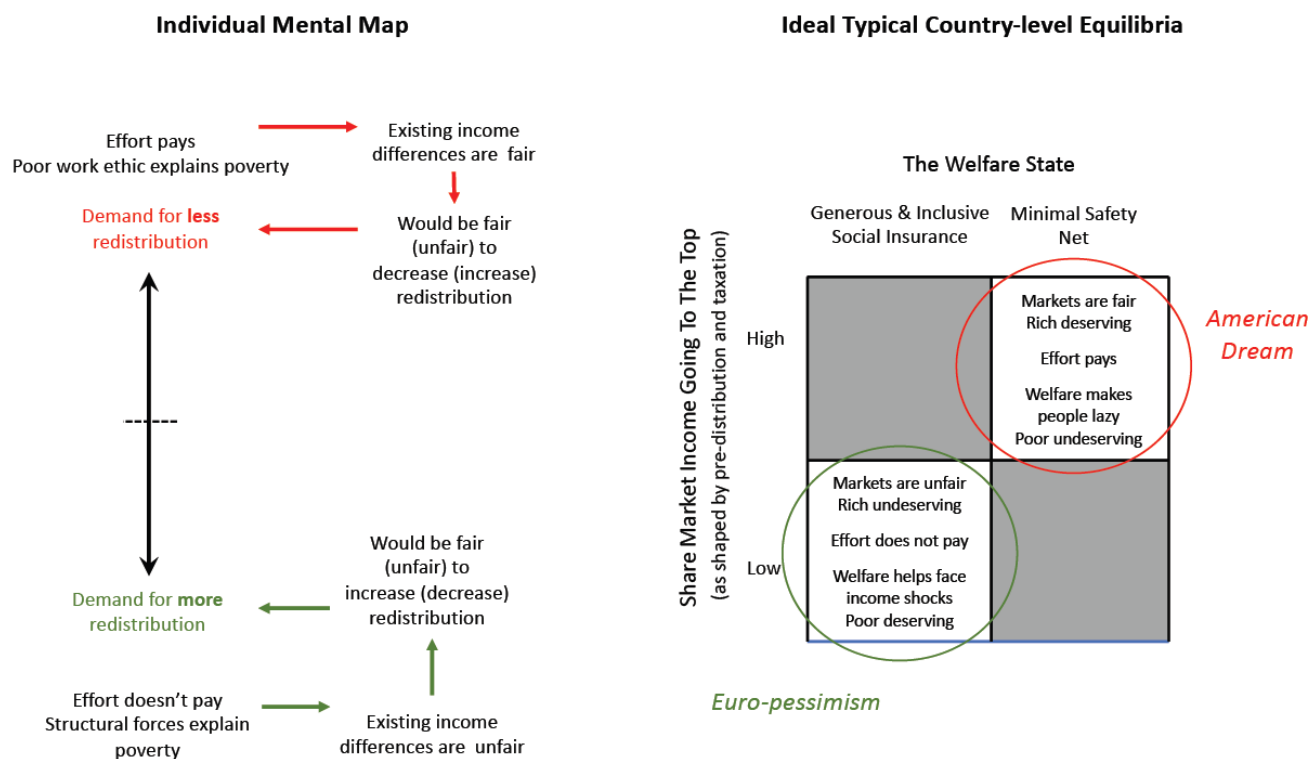 Individual Mental Map
Effort pays
Poor work ethic explains poverty
Existing income
differences are fair
Demand for less
redistribution
Would be fair
(unfair) to
decrease (increase)
redistribution
Would be fair
(unfair) to
increase (decrease)
redistribution
Demand for more
redistribution
Effort doesn't pay
Structural forces explain
poverty
Existing income
differences are unfair
Ideal Typical Country-level Equilibria
The Welfare State
Generous & Inclusive
Social Insurance
Minimal Safety
Net
Share Market Income Going To The Top
(as shaped by pre-distribution and taxation)
High
Low
Markets are fair
Rich deserving
Effort pays
Welfare makes
people lazy
Poor undeserving
American
Dream
Markets are unfair
Rich undeserving
Effort does not pay
Welfare helps face
income shocks
Poor deserving
Euro-pessimism